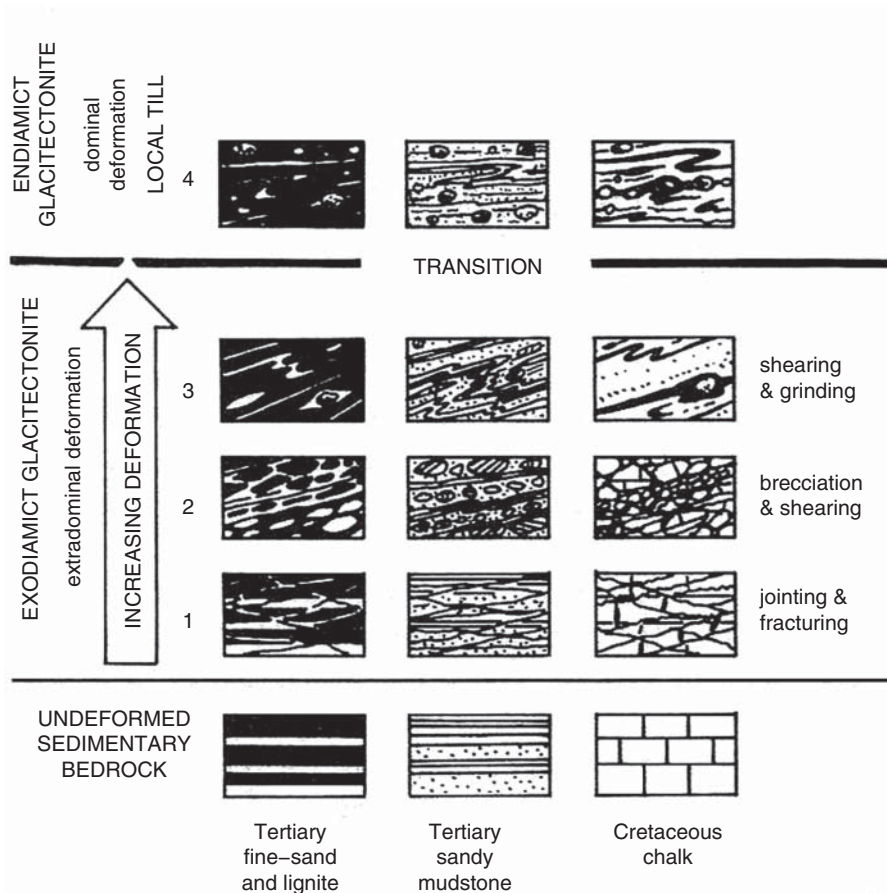 ENDIAMICT
GLACITECTONITE
dominal
deformation
LOCAL TILL
4
TRANSITION
EXODIAMICT GLACITECTONITE
extradominal deformation
INCREASING DEFORMATION
3
shearing
& grinding
2
brecciation
& shearing
1
jointing &
fracturing
UNDEFORMED
SEDIMENTARY
BEDROCK
Tertiary
fine–sand
and lignite
Tertiary
sandy
mudstone
Cretaceous
chalk